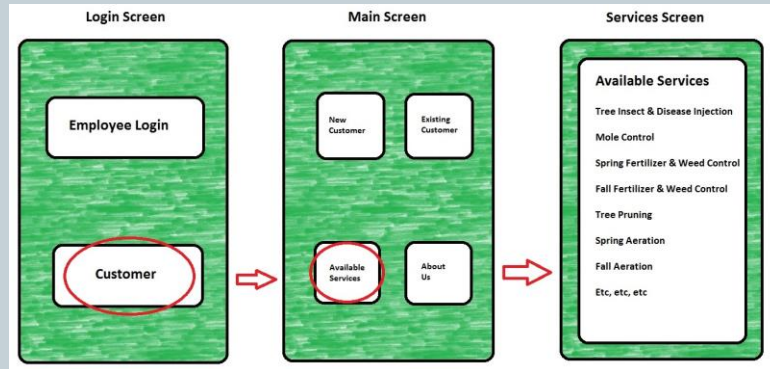 Login Screen
Employee Login
Customer
Main Screen
New
Customer
Existing
Customer
Available
Services
About
Us
Services Screen
Available Services
Tree Insect & Disease Injection
Mole Control
Spring Fertilizer & Weed Control
Fall Fertilizer & Weed Control
Tree Pruning
Spring Aeration
Fall Aeration
Etc, etc, etc